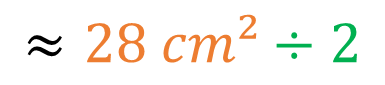 ≈ 28 cm² ÷ 2